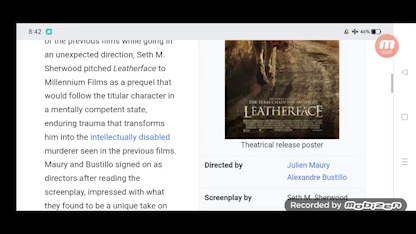 8:42
46%
of the previous films while going in
an unexpected direction, Seth M.
Sherwood pitched Leatherface to
Millennium Films as a prequel that
would follow the titular character in
a mentally competent state,
enduring trauma that transforms
him into the intellectually disabled
murderer seen in the previous films.
Maury and Bustillo signed on as
directors after reading the
screenplay, impressed with what
they found to be a unique take on
LEATHERFACE
Theatrical release poster
Directed by
Julien Maury
Alexandre Bustillo
Screenplay by
Seth M. Sherwood
Recorded by Mobizen